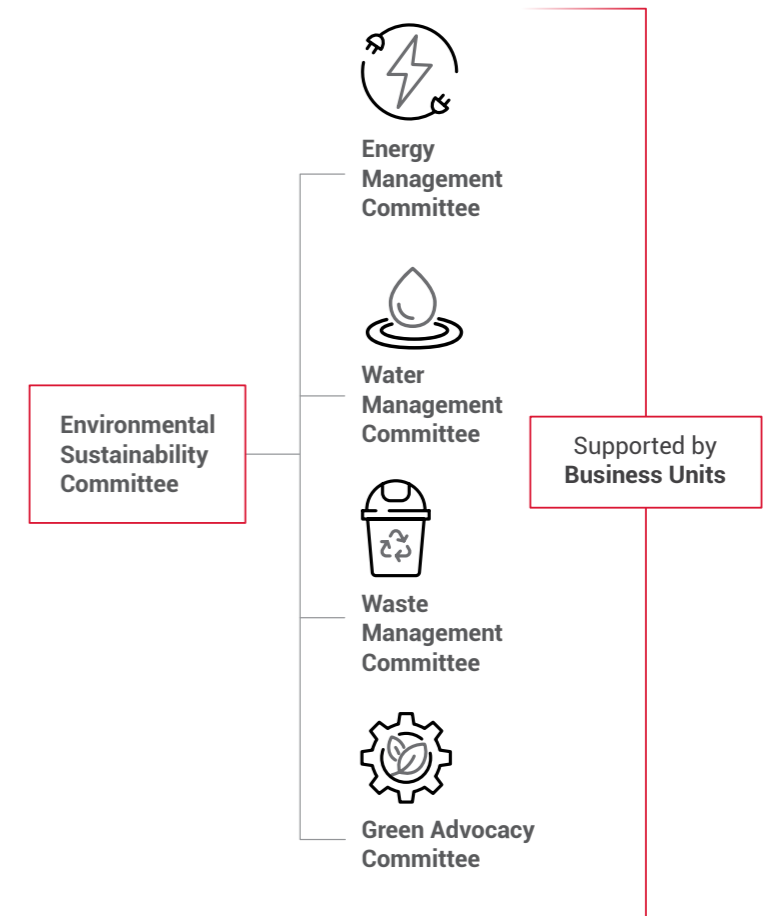 Energy
Management
Committee
Water
Management
Committee
Environmental
Sustainability
Committee
Supported by
Business Units
Waste
Management
Committee
Green Advocacy
Committee